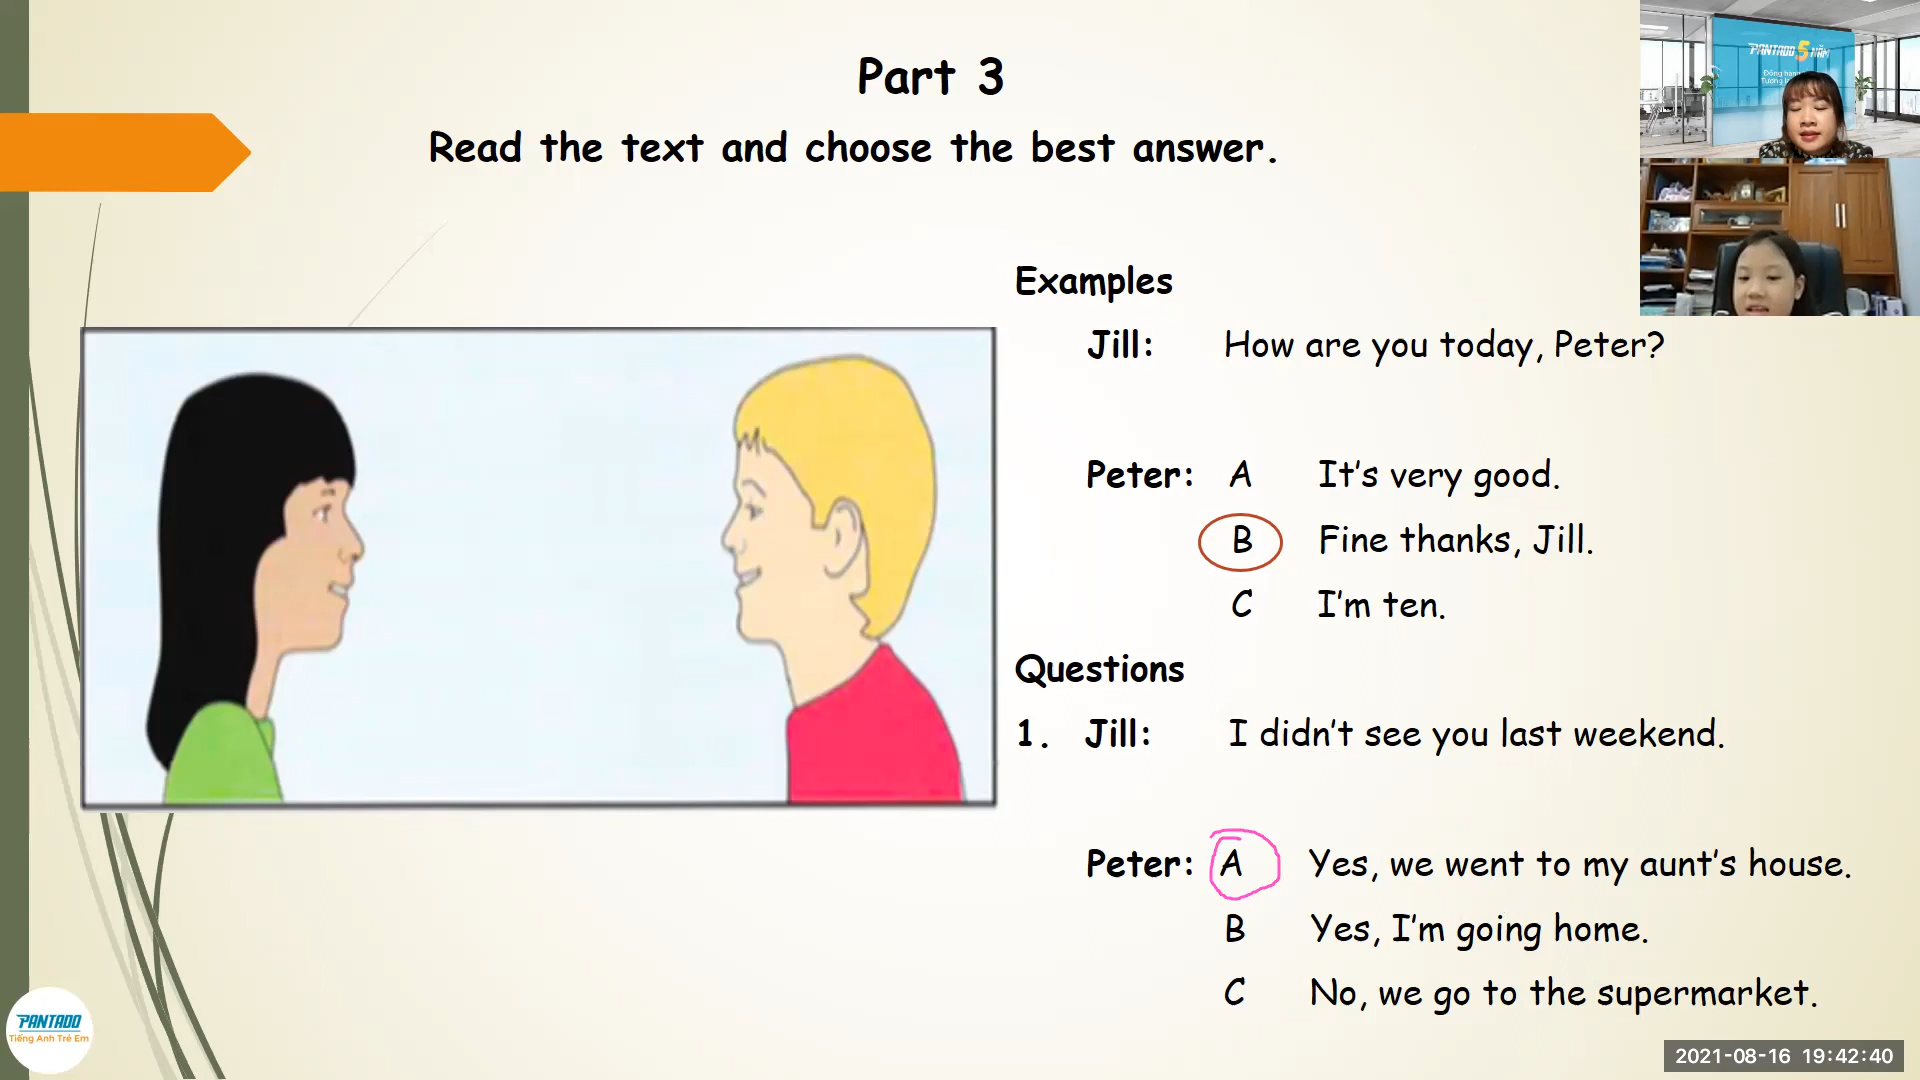 Part 3
Read the text and choose the best answer.
PANTADO 5 NĂM
Examples
Jill: How are you today, Peter?
Peter: A It's very good.
B Fine thanks, Jill.
C I'm ten.
Questions
1. Jill: I didn't see you last weekend.
Peter: A Yes, we went to my aunt's house.
B Yes, I'm going home.
C No, we go to the supermarket.
PANTADO
Tiếng Anh Trẻ Em
2021-08-16 19:42:40